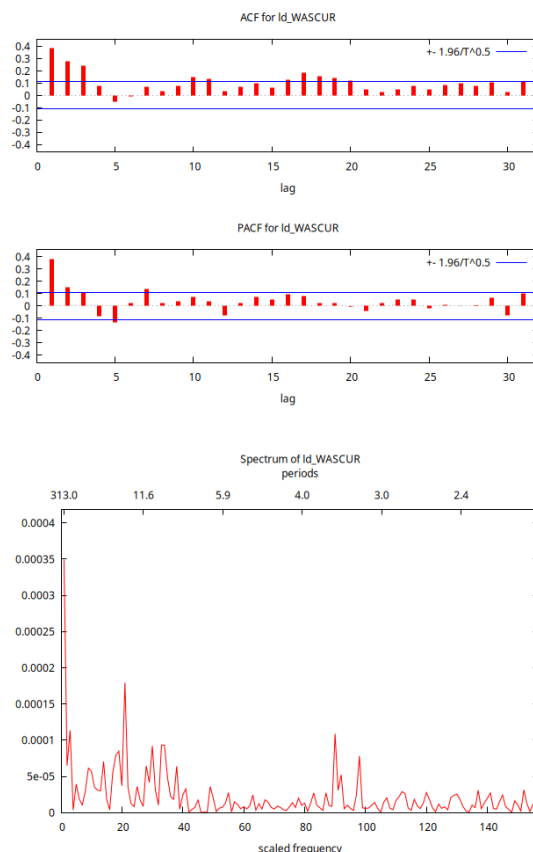 ACF for ld_WASCUR
+- 1.96/T^0.5
0.4
0.3
0.2
0.1
0
-0.1
-0.2
-0.3
-0.4
0 5 10 15 20 25 30
lag
PACF for ld_WASCUR
+- 1.96/T^0.5
0.4
0.3
0.2
0.1
0
-0.1
-0.2
-0.3
-0.4
0 5 10 15 20 25 30
lag
Spectrum of ld_WASCUR
periods
313.0 11.6 5.9 4.0 3.0 2.4
0.0004
0.00035
0.0003
0.00025
0.0002
0.00015
0.0001
5e-05
0
0 20 40 60 80 100 120 140
scaled frequency